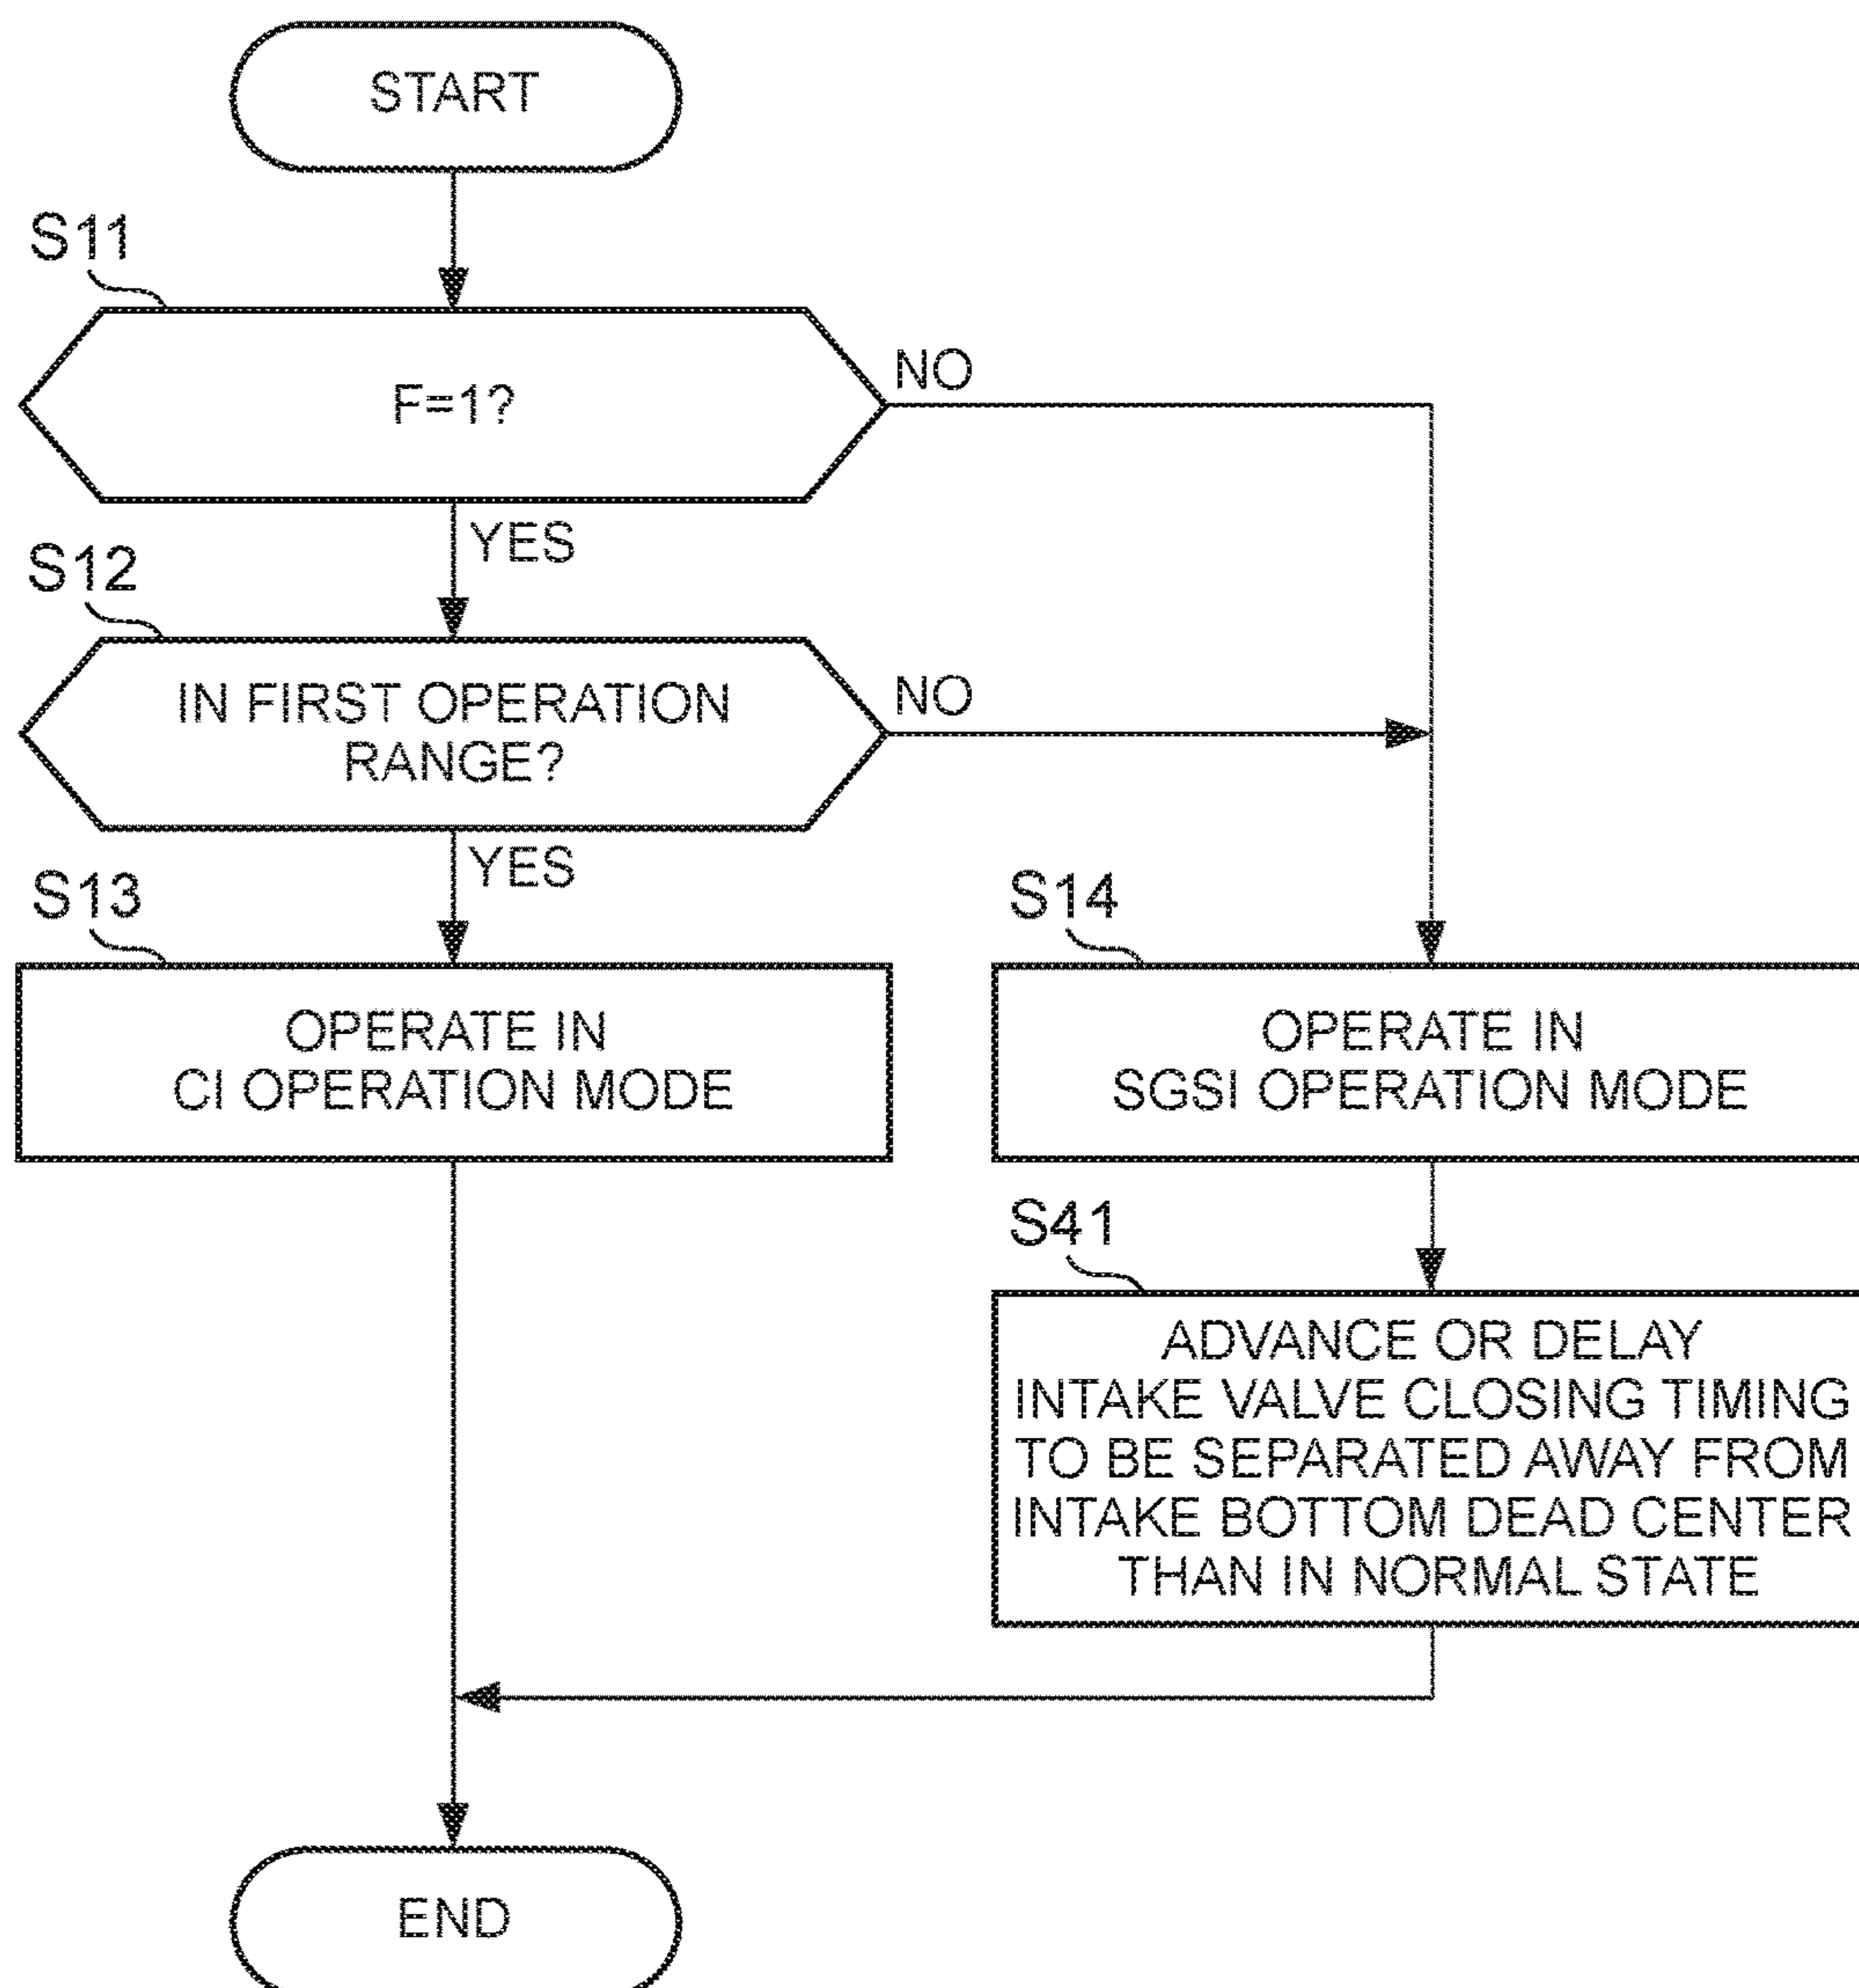 START
S11
F=1?
NO
YES
S12
IN FIRST OPERATION
RANGE?
NO
YES
S13
OPERATE IN
CI OPERATION MODE
S14
OPERATE IN
SGSI OPERATION MODE
S41
ADVANCE OR DELAY
INTAKE VALVE CLOSING TIMING
TO BE SEPARATED AWAY FROM
INTAKE BOTTOM DEAD CENTER
THAN IN NORMAL STATE
END